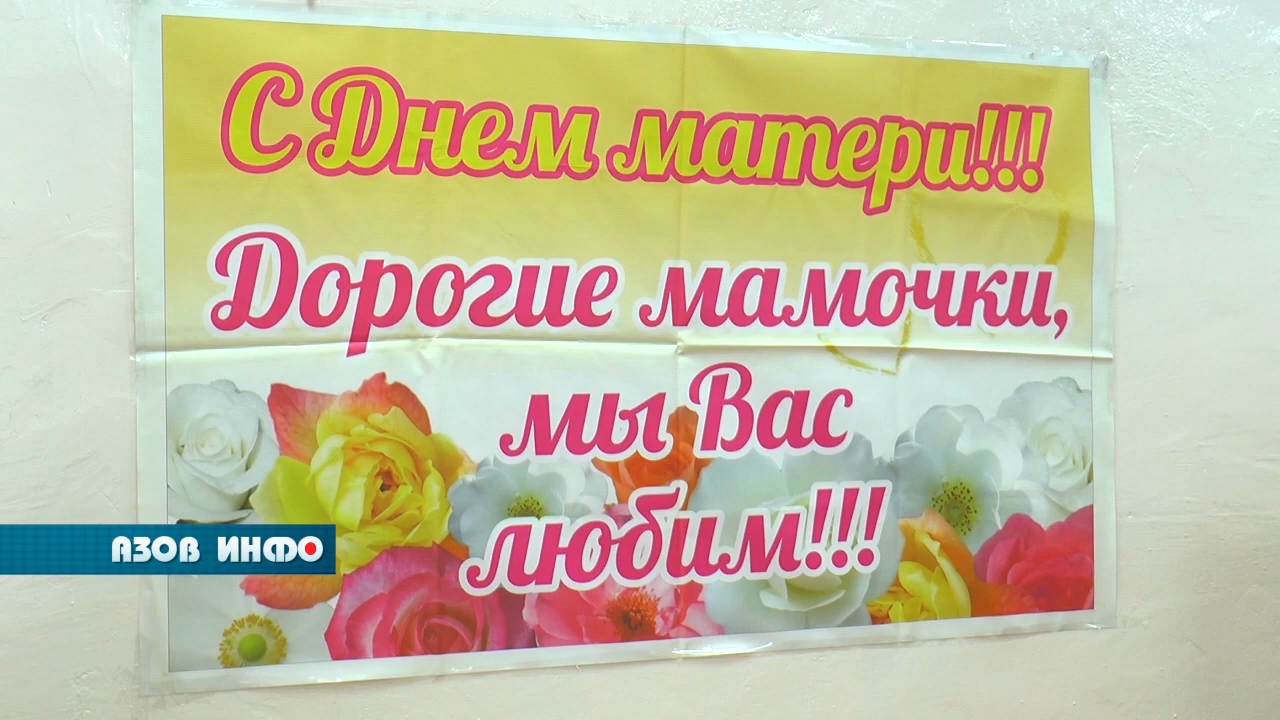 С Днем матери!!!
Дорогие мамочки,
мы Вас
любим!!!
АЗОВ ИНФО